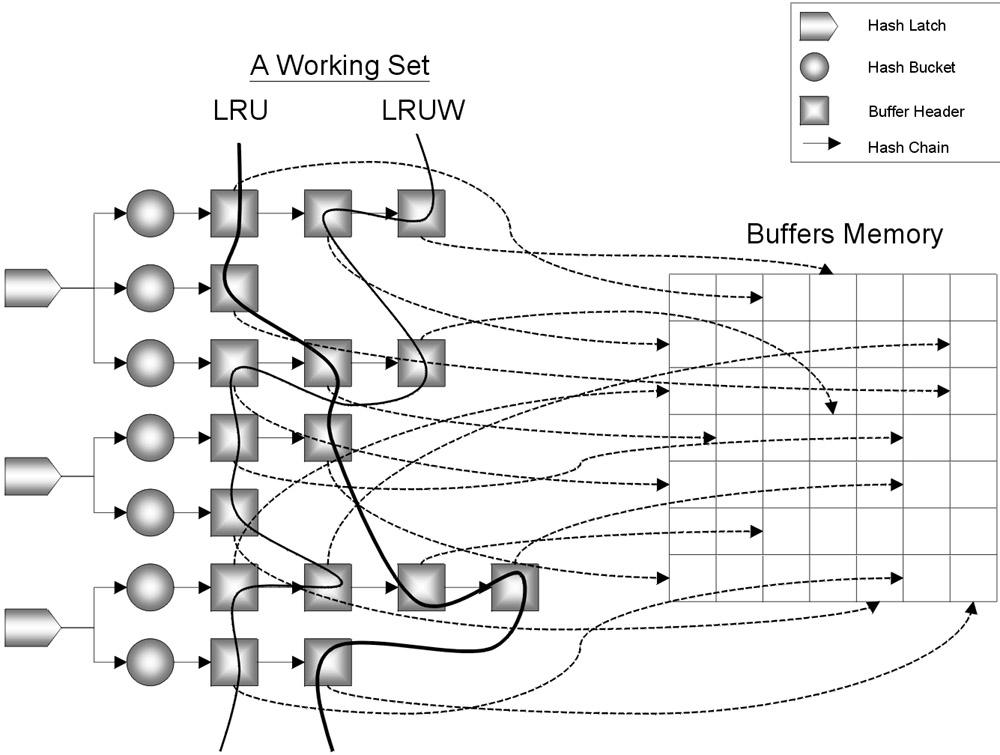 Hash Latch
Hash Bucket
Buffer Header
Hash Chain
A Working Set
LRU
LRUW
Buffers Memory